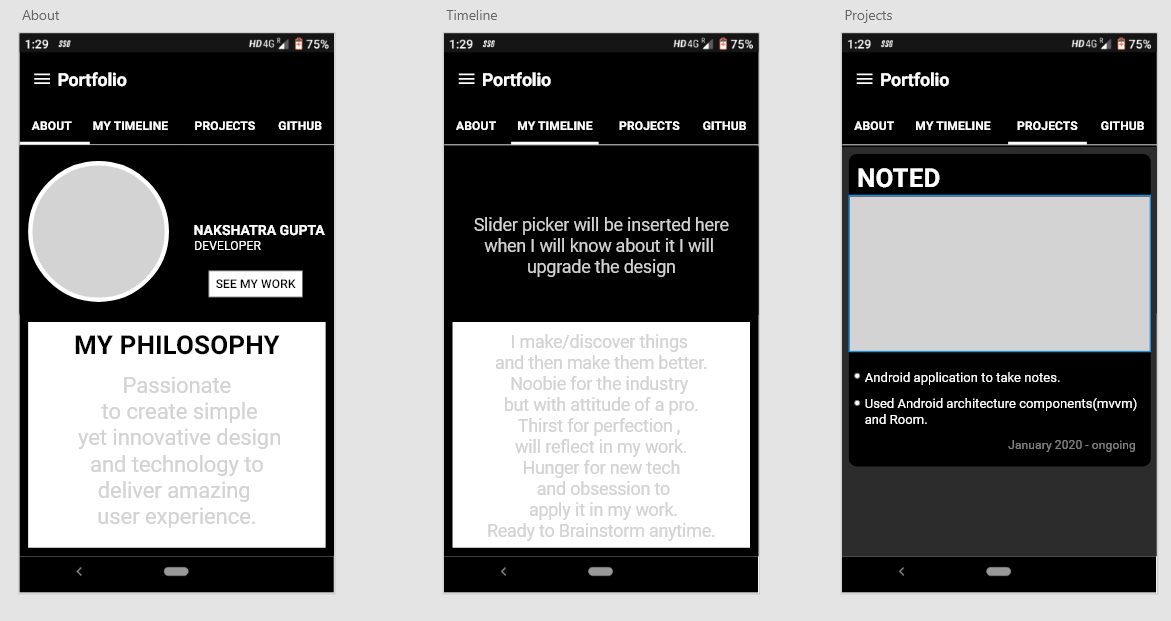 About
1:29 HD 4G R 75%
Portfolio
ABOUT MY TIMELINE PROJECTS GITHUB
NAKSHATRA GUPTA
DEVELOPER
SEE MY WORK
MY PHILOSOPHY
Passionate
to create simple
yet innovative design
and technology to
deliver amazing
user experience.
Timeline
1:29 HD 4G R 75%
Portfolio
ABOUT MY TIMELINE PROJECTS GITHUB
Slider picker will be inserted here
when I will know about it I will
upgrade the design
I make/discover things
and then make them better.
Noobie for the industry
but with attitude of a pro.
Thirst for perfection ,
will reflect in my work.
Hunger for new tech
and obsession to
apply it in my work.
Ready to Brainstorm anytime.
Projects
1:29 HD 4G R 75%
Portfolio
ABOUT MY TIMELINE PROJECTS GITHUB
NOTED
Android application to take notes.
Used Android architecture components(mvvm)
and Room.
January 2020 - ongoing